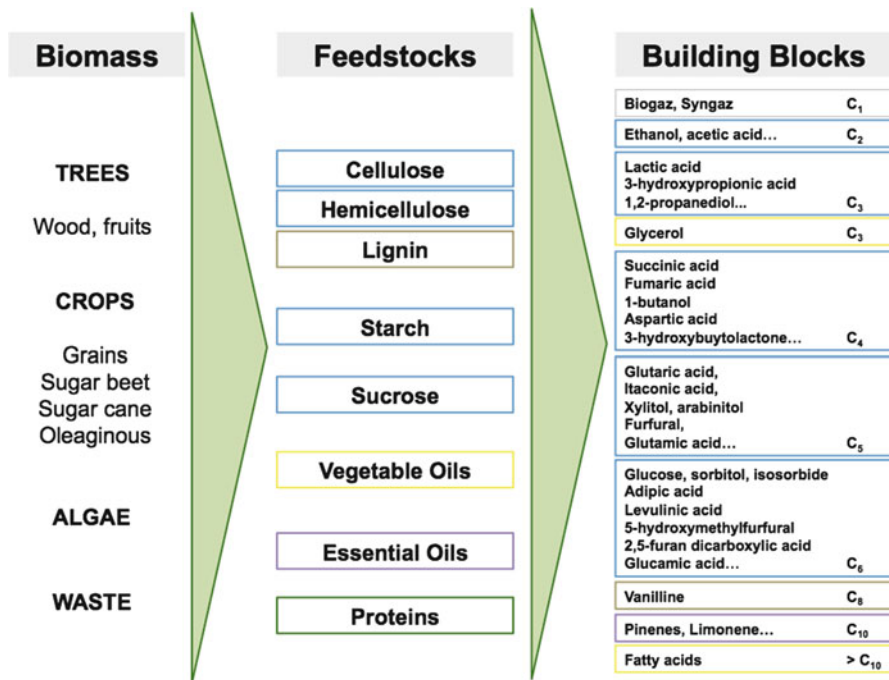 Biomass
TREES
Wood, fruits
CROPS
Grains
Sugar beet
Sugar cane
Oleaginous
ALGAE
WASTE
Feedstocks
Cellulose
Hemicellulose
Lignin
Starch
Sucrose
Vegetable Oils
Essential Oils
Proteins
Building Blocks
Biogaz, Syngaz C₁
Ethanol, acetic acid... C₂
Lactic acid
3-hydroxypropionic acid
1,2-propanediol... C₃
Glycerol C₃
Succinic acid
Fumaric acid
1-butanol
Aspartic acid
3-hydroxybuytolactone... C₄
Glutaric acid,
Itaconic acid,
Xylitol, arabinitol
Furfural,
Glutamic acid... C₅
Glucose, sorbitol, isosorbide
Adipic acid
Levulinic acid
5-hydroxymethylfurfural
2,5-furan dicarboxylic acid
Glucamic acid... C₆
Vanilline C₈
Pinenes, Limonene... C₁₀
Fatty acids > C₁₀